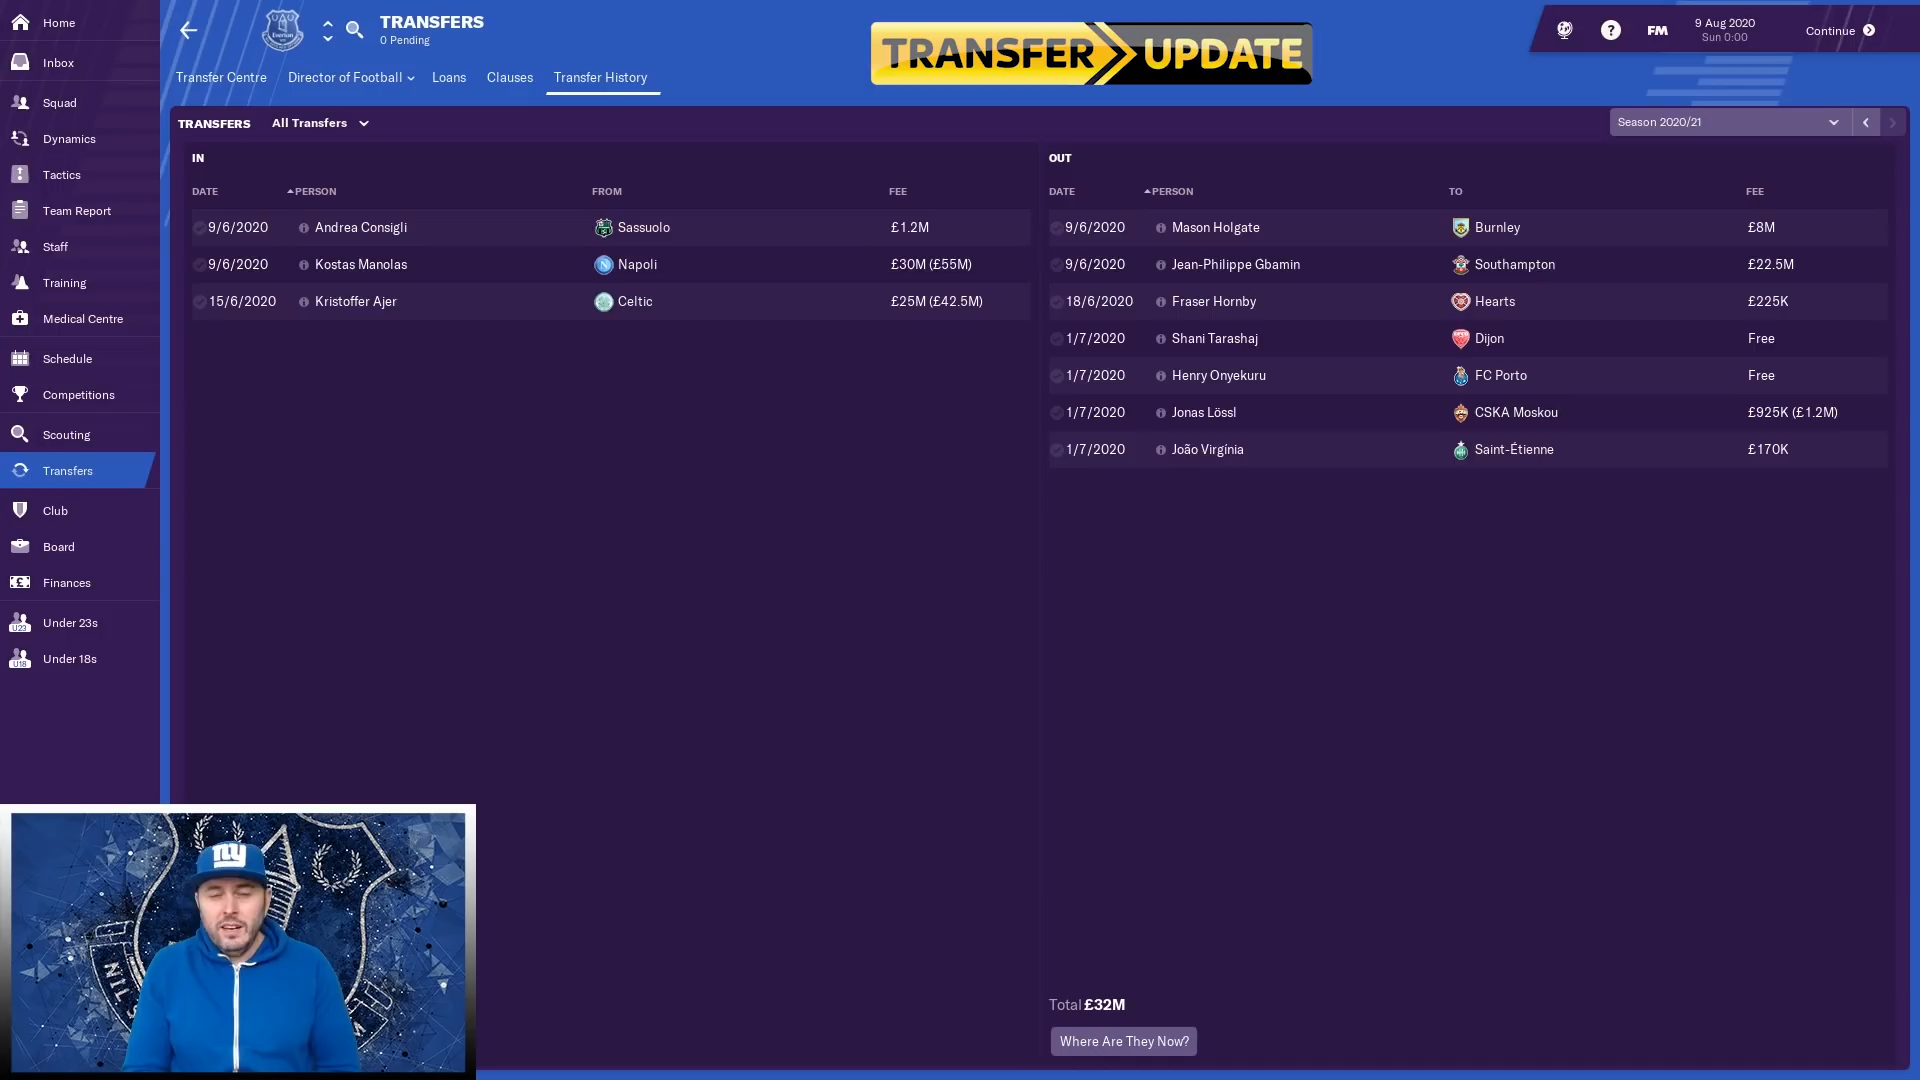 Home
Inbox
Squad
Dynamics
Tactics
Team Report
Staff
Training
Medical Centre
Schedule
Competitions
Scouting
Transfers
Club
Board
Finances
U23 Under 23s
U18 Under 18s
Everton
TRANSFERS
0 Pending
TRANSFER UPDATE
? FM
9 Aug 2020
Sun 0:00
Continue
Transfer Centre Director of Football Loans Clauses Transfer History
TRANSFERS All Transfers
Season 2020/21
IN
DATE PERSON FROM FEE
9/6/2020 Andrea Consigli Sassuolo £1.2M
9/6/2020 Kostas Manolas Napoli £30M (£55M)
15/6/2020 Kristoffer Ajer Celtic £25M (£42.5M)
OUT
DATE PERSON TO FEE
9/6/2020 Mason Holgate Burnley £8M
9/6/2020 Jean-Philippe Gbamin Southampton £22.5M
18/6/2020 Fraser Hornby Hearts £225K
1/7/2020 Shani Tarashaj Dijon Free
1/7/2020 Henry Onyekuru FC Porto Free
1/7/2020 Jonas Lössl CSKA Moskou £925K (£1.2M)
1/7/2020 João Virgínia Saint-Étienne £170K
Total £32M
Where Are They Now?
ny
NIL